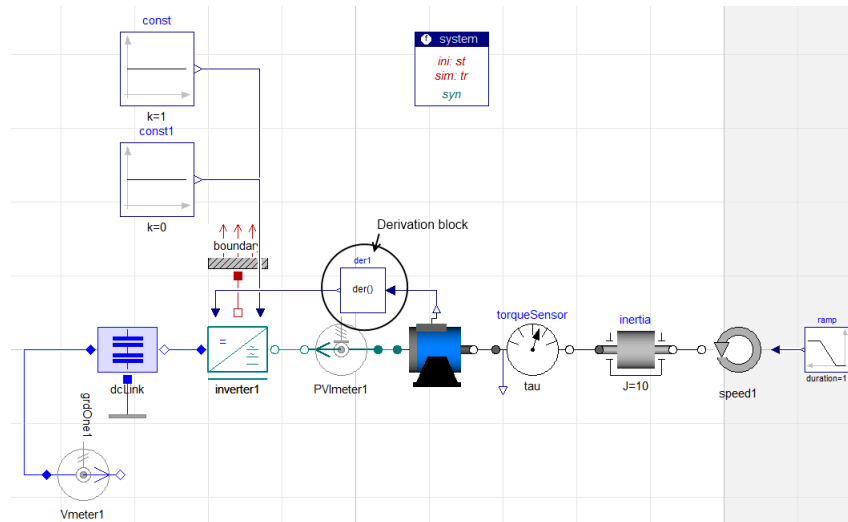 const
k=1
const1
k=0
system
ini: st
sim: tr
syn
Derivation block
boundar
der1
der()
torqueSensor
inertia
ramp
=
~
~
duration=1
dcLink
inverter1
PVImeter1
tau
J=10
speed1
grdOne1
Vmeter1